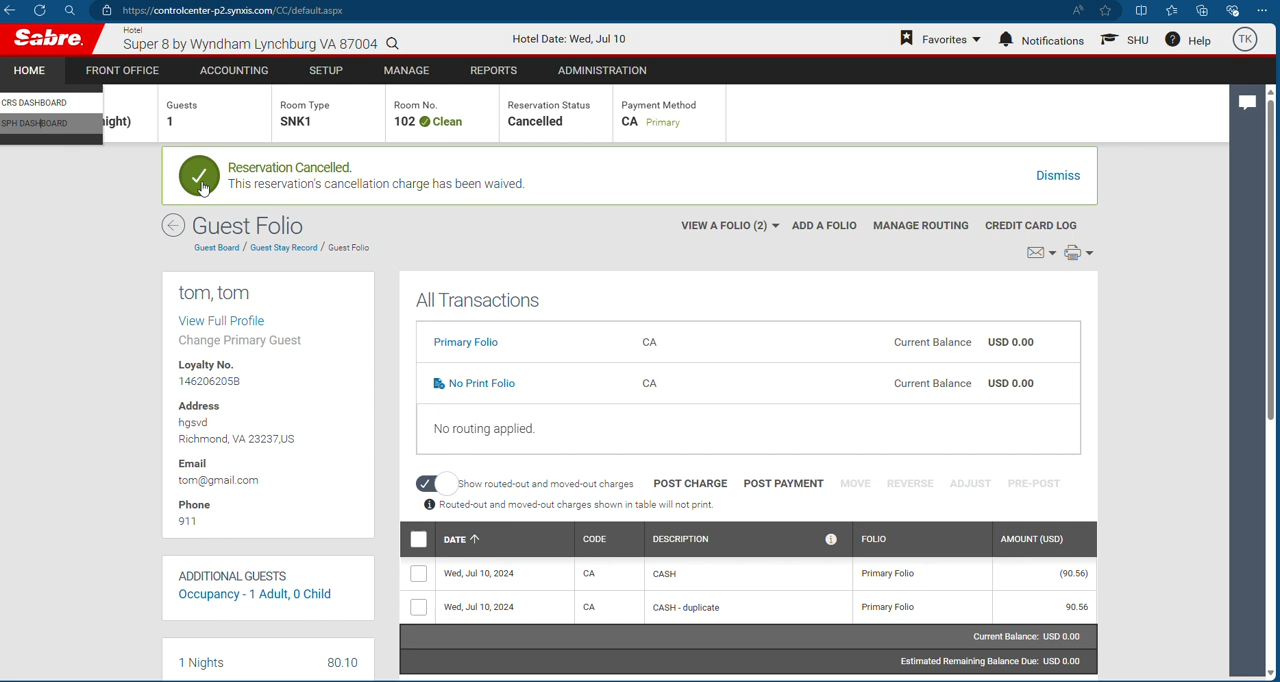 https://controlcenter-p2.synxis.com/CC/default.aspx
Sabre.
Hotel
Super 8 by Wyndham Lynchburg VA 87004
Hotel Date: Wed, Jul 10
Favorites
Notifications
SHU
Help
TK
HOME FRONT OFFICE ACCOUNTING SETUP MANAGE REPORTS ADMINISTRATION
CRS DASHBOARD
SPH DASHBOARD
ight)
Guests
1
Room Type
SNK1
Room No.
102 Clean
Reservation Status
Cancelled
Payment Method
CA Primary
Reservation Cancelled.
This reservation's cancellation charge has been waived.
Dismiss
Guest Folio
Guest Board / Guest Stay Record / Guest Folio
VIEW A FOLIO (2) ADD A FOLIO MANAGE ROUTING CREDIT CARD LOG
tom, tom
View Full Profile
Change Primary Guest
Loyalty No.
146206205B
Address
hgsvd
Richmond, VA 23237,US
Email
tom@gmail.com
Phone
911
ADDITIONAL GUESTS
Occupancy - 1 Adult, 0 Child
1 Nights 80.10
All Transactions
Primary Folio CA Current Balance USD 0.00
No Print Folio CA Current Balance USD 0.00
No routing applied.
Show routed-out and moved-out charges POST CHARGE POST PAYMENT MOVE REVERSE ADJUST PRE-POST
Routed-out and moved-out charges shown in table will not print.
DATE CODE DESCRIPTION FOLIO AMOUNT (USD)
Wed, Jul 10, 2024 CA CASH Primary Folio (90.56)
Wed, Jul 10, 2024 CA CASH - duplicate Primary Folio 90.56
Current Balance: USD 0.00
Estimated Remaining Balance Due: USD 0.00